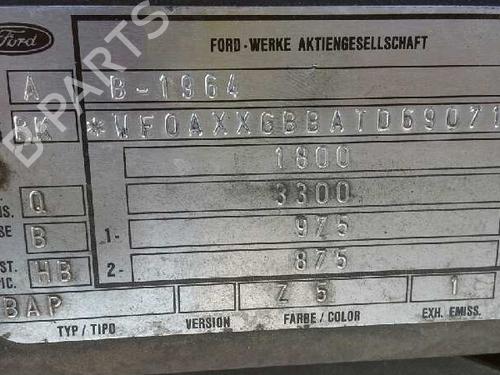 Ford
FORD-WERKE AKTIENGESELLSCHAFT
A B-1964
BK *WF0AXXGBBATD69071
1800
Q 3300
B 1- 975
HB 2- 875
BAP Z 5 1
TYP / TIPO VERSION FARBE / COLOR EXH. EMISS.
B-PARTS